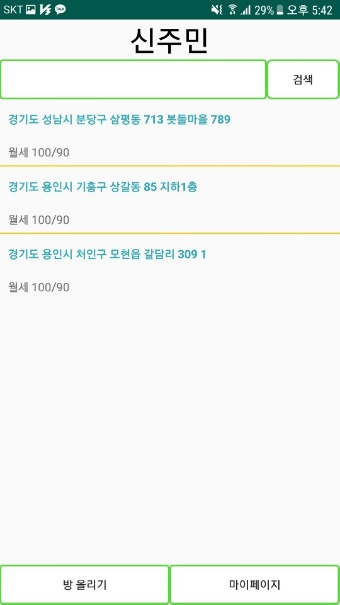 SKT 29% 오후 5:42
신주민
검색
경기도 성남시 분당구 삼평동 713 봇들마을 789
월세 100/90
경기도 용인시 기흥구 상갈동 85 지하1층
월세 100/90
경기도 용인시 처인구 모현읍 갈담리 309 1
월세 100/90
방 올리기 마이페이지